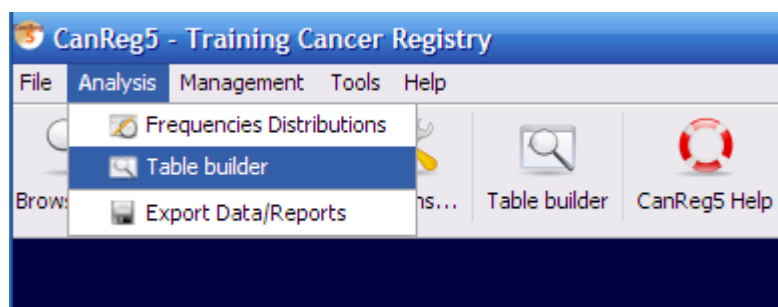 CanReg5 - Training Cancer Registry
File Analysis Management Tools Help
Frequencies Distributions
Table builder
Export Data/Reports
Table builder CanReg5 Help